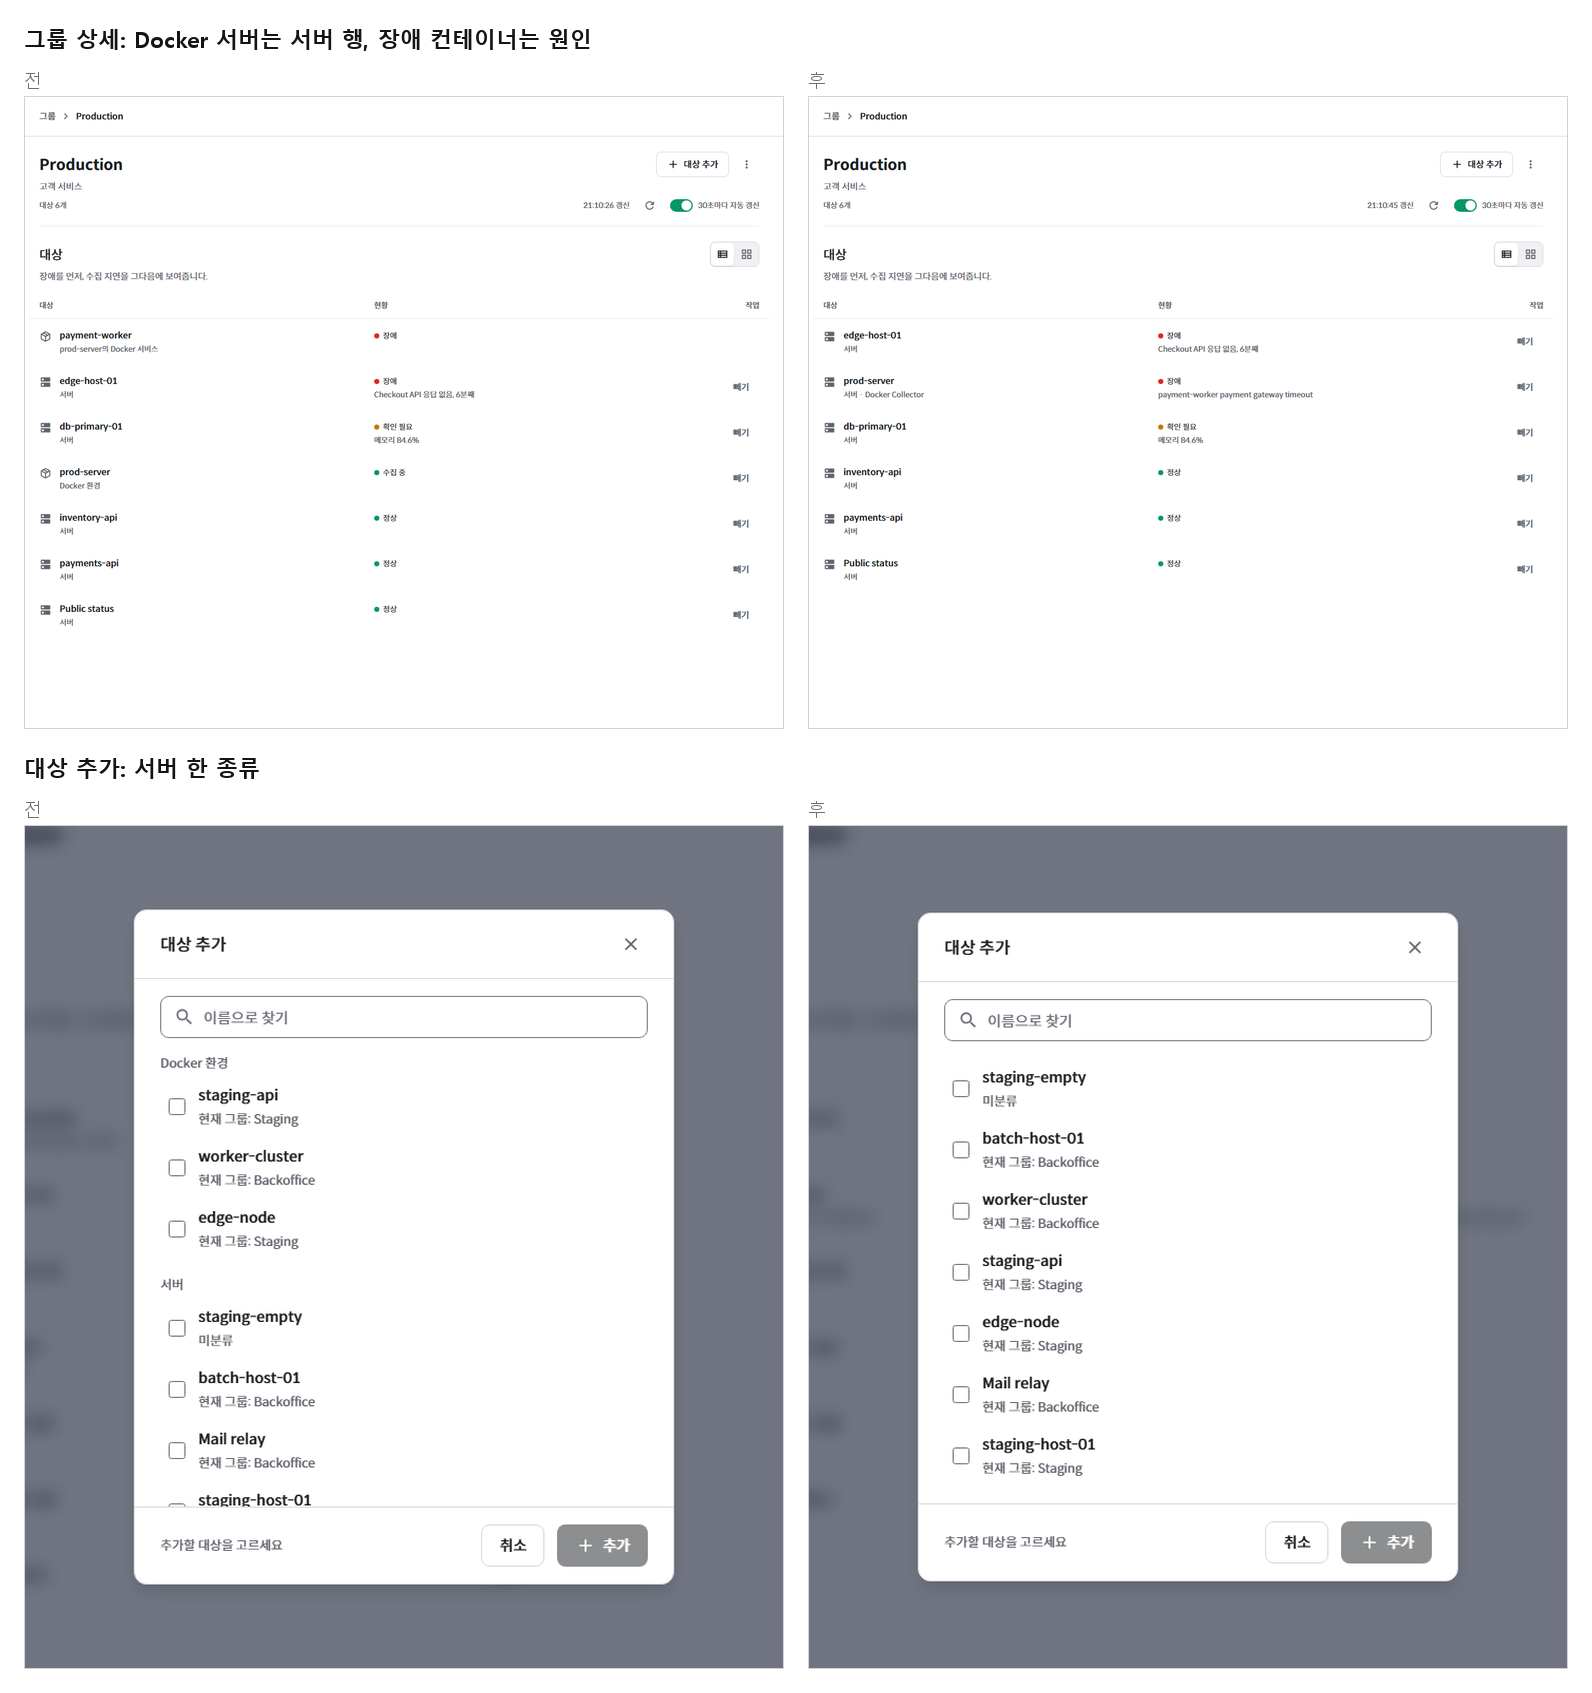 그룹 상세: Docker 서버는 서버 행, 장애 컨테이너는 원인
전
그룹 > Production
Production
+ 대상 추가
고객 서비스
대상 6개
21:10:26 갱신
30초마다 자동 갱신
대상
장애를 먼저, 수집 지연을 그다음에 보여줍니다.
대상 현황 작업
payment-worker
장애
prod-server의 Docker 서비스
edge-host-01
장애
서버
Checkout API 응답 없음, 6분째
빼기
db-primary-01
확인 필요
서버
메모리 84.6%
빼기
prod-server
수집 중
Docker 환경
빼기
inventory-api
정상
서버
빼기
payments-api
정상
서버
빼기
Public status
정상
서버
빼기
후
그룹 > Production
Production
+ 대상 추가
고객 서비스
대상 6개
21:10:45 갱신
30초마다 자동 갱신
대상
장애를 먼저, 수집 지연을 그다음에 보여줍니다.
대상 현황 작업
edge-host-01
장애
서버
Checkout API 응답 없음, 6분째
빼기
prod-server
장애
서버 · Docker Collector
payment-worker payment gateway timeout
빼기
db-primary-01
확인 필요
서버
메모리 84.6%
빼기
inventory-api
정상
서버
빼기
payments-api
정상
서버
빼기
Public status
정상
서버
빼기
대상 추가: 서버 한 종류
전
대상 추가
이름으로 찾기
Docker 환경
staging-api
현재 그룹: Staging
worker-cluster
현재 그룹: Backoffice
edge-node
현재 그룹: Staging
서버
staging-empty
미분류
batch-host-01
현재 그룹: Backoffice
Mail relay
현재 그룹: Backoffice
staging-host-01
추가할 대상을 고르세요
취소
+ 추가
후
대상 추가
이름으로 찾기
staging-empty
미분류
batch-host-01
현재 그룹: Backoffice
worker-cluster
현재 그룹: Backoffice
staging-api
현재 그룹: Staging
edge-node
현재 그룹: Staging
Mail relay
현재 그룹: Backoffice
staging-host-01
현재 그룹: Staging
추가할 대상을 고르세요
취소
+ 추가